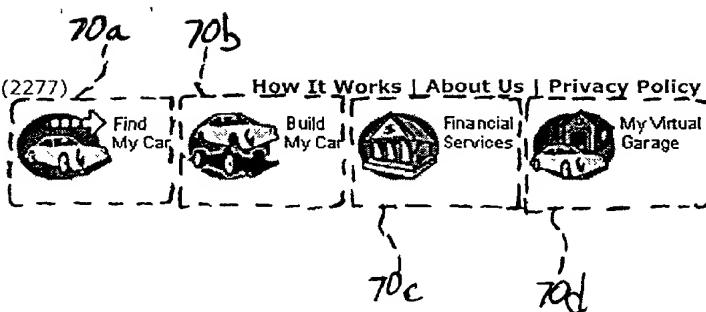 70a 70b
(2277) How It Works | About Us | Privacy Policy
Find My Car
Build My Car
Financial Services
My Virtual Garage
70c 70d